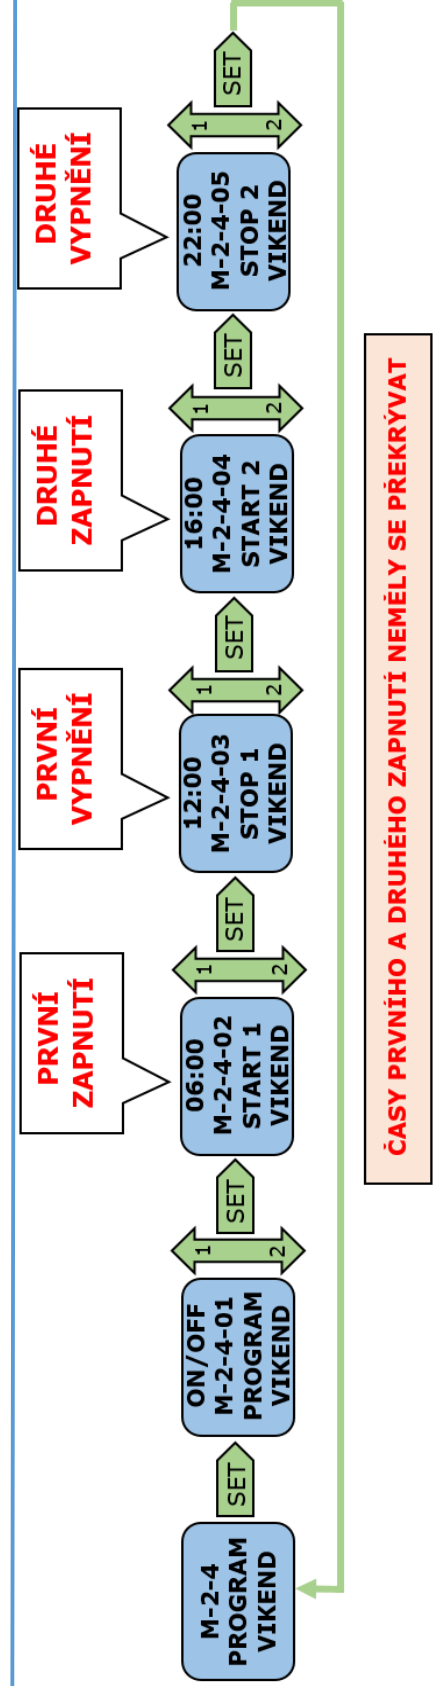 M-2-4
PROGRAM
VIKEND
SET
ON/OFF
M-2-4-01
PROGRAM
VIKEND
1
2
SET
PRVNÍ
ZAPNUTÍ
06:00
M-2-4-02
START 1
VIKEND
1
2
SET
PRVNÍ
VYPNĚNÍ
12:00
M-2-4-03
STOP 1
VIKEND
1
2
SET
DRUHÉ
ZAPNUTÍ
16:00
M-2-4-04
START 2
VIKEND
1
2
SET
DRUHÉ
VYPNĚNÍ
22:00
M-2-4-05
STOP 2
VIKEND
1
2
SET
ČASY PRVNÍHO A DRUHÉHO ZAPNUTÍ NEMĚLY SE PŘEKRÝVAT